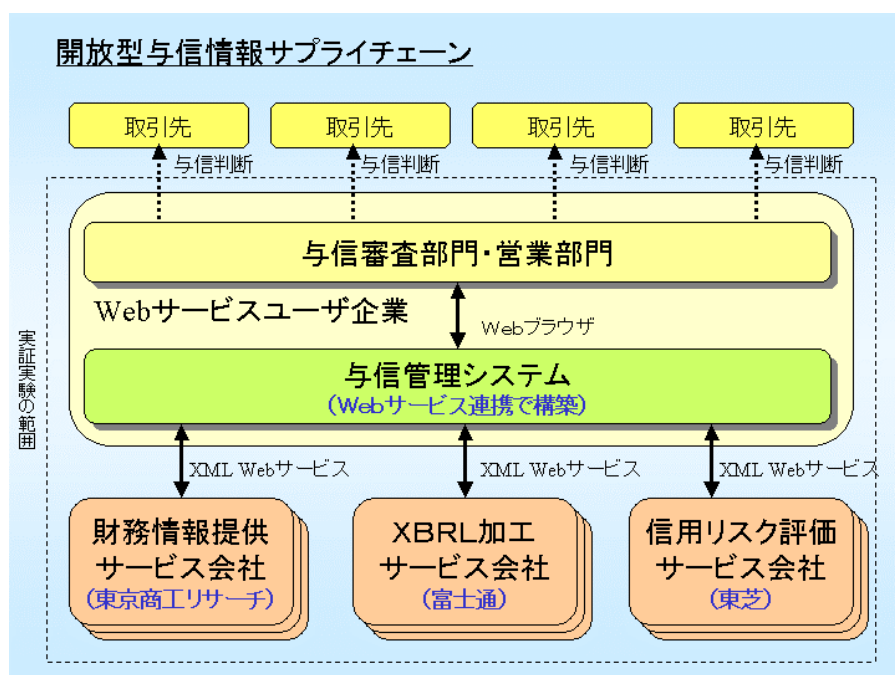 開放型与信情報サプライチェーン
取引先
取引先
取引先
取引先
与信判断
与信判断
与信判断
与信判断
与信審査部門・営業部門
Webサービスユーザ企業
Webブラウザ
実証実験の範囲
与信管理システム
(Webサービス連携で構築)
XML Webサービス
XML Webサービス
XML Webサービス
財務情報提供
サービス会社
(東京商工リサーチ)
XBRL加工
サービス会社
(富士通)
信用リスク評価
サービス会社
(東芝)